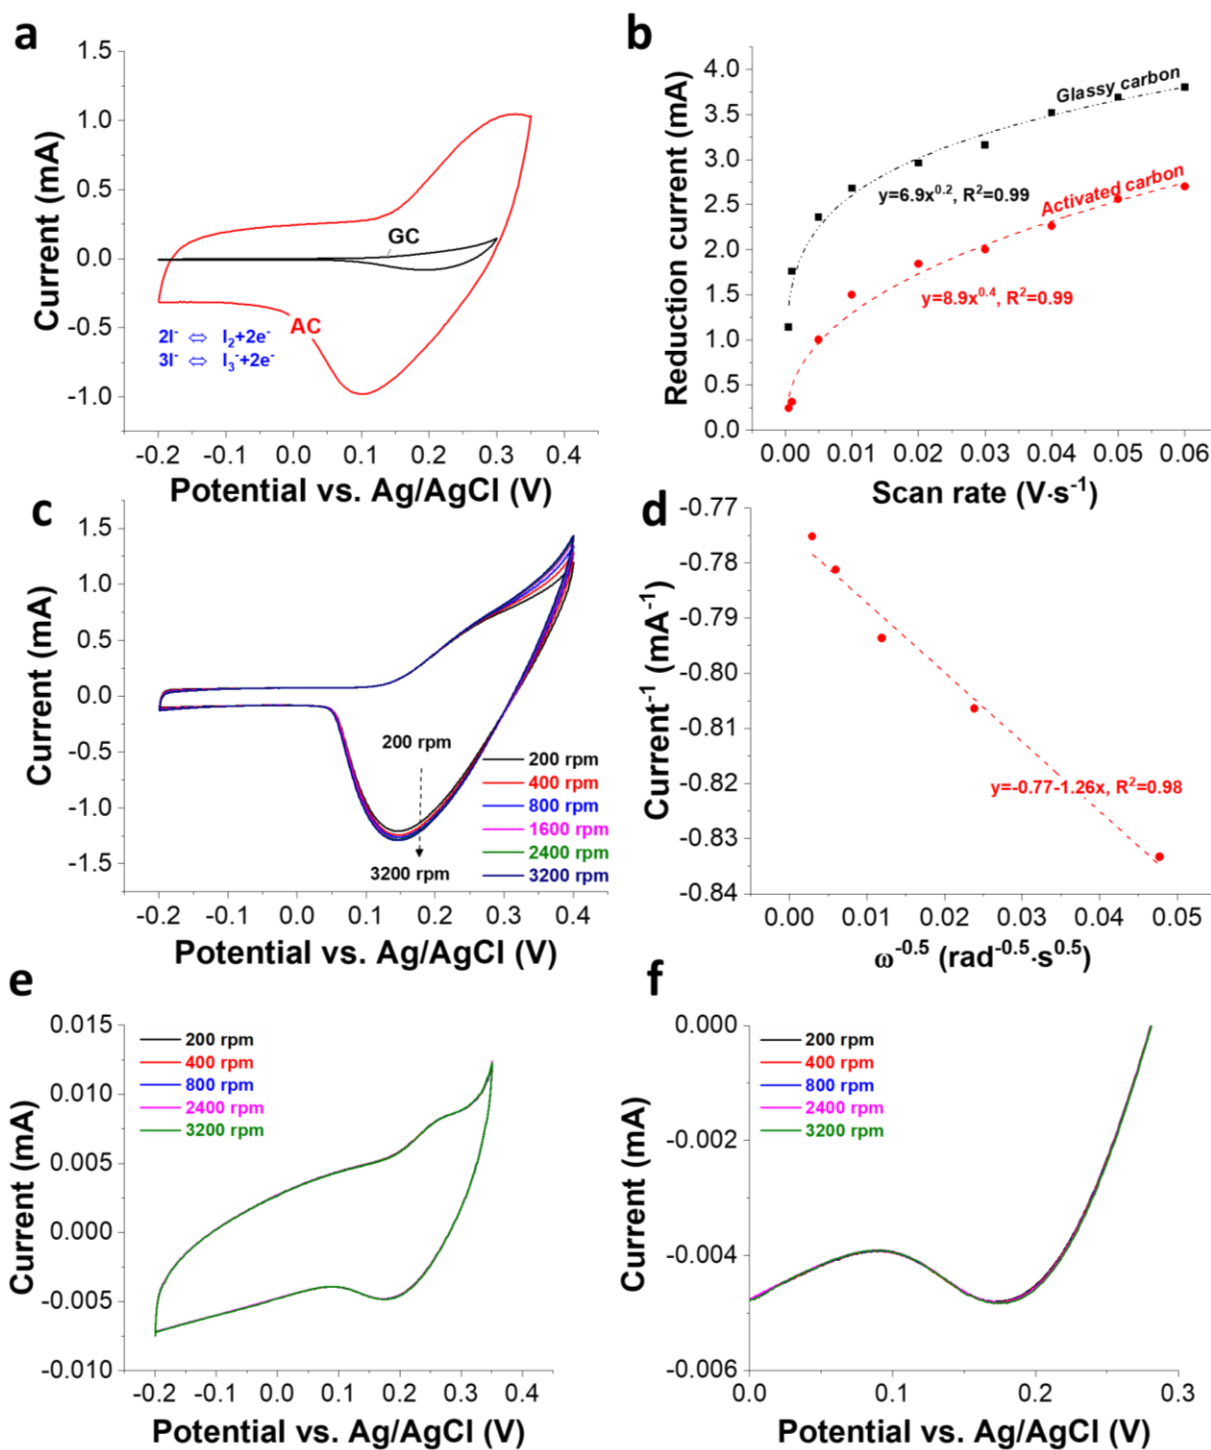 a
1.5
1.0
0.5
0.0
-0.5
-1.0
Current (mA)
GC
AC
2I⁻ ⇔ I₂+2e⁻
3I⁻ ⇔ I₃⁻+2e⁻
-0.2 -0.1 0.0 0.1 0.2 0.3 0.4
Potential vs. Ag/AgCl (V)
b
4.0
3.5
3.0
2.5
2.0
1.5
1.0
0.5
0.0
Reduction current (mA)
Glassy carbon
y=6.9x⁰·², R²=0.99
Activated carbon
y=8.9x⁰·⁴, R²=0.99
0.00 0.01 0.02 0.03 0.04 0.05 0.06
Scan rate (V·s⁻¹)
c
1.5
1.0
0.5
0.0
-0.5
-1.0
-1.5
Current (mA)
200 rpm
3200 rpm
200 rpm
400 rpm
800 rpm
1600 rpm
2400 rpm
3200 rpm
-0.2 -0.1 0.0 0.1 0.2 0.3 0.4
Potential vs. Ag/AgCl (V)
d
-0.77
-0.78
-0.79
-0.80
-0.81
-0.82
-0.83
-0.84
Current⁻¹ (mA⁻¹)
y=-0.77-1.26x, R²=0.98
0.00 0.01 0.02 0.03 0.04 0.05
ω⁻⁰·⁵ (rad⁻⁰·⁵·s⁰·⁵)
e
0.015
0.010
0.005
0.000
-0.005
-0.010
Current (mA)
200 rpm
400 rpm
800 rpm
2400 rpm
3200 rpm
-0.2 -0.1 0.0 0.1 0.2 0.3 0.4
Potential vs. Ag/AgCl (V)
f
0.000
-0.002
-0.004
-0.006
Current (mA)
200 rpm
400 rpm
800 rpm
2400 rpm
3200 rpm
0.0 0.1 0.2 0.3
Potential vs. Ag/AgCl (V)